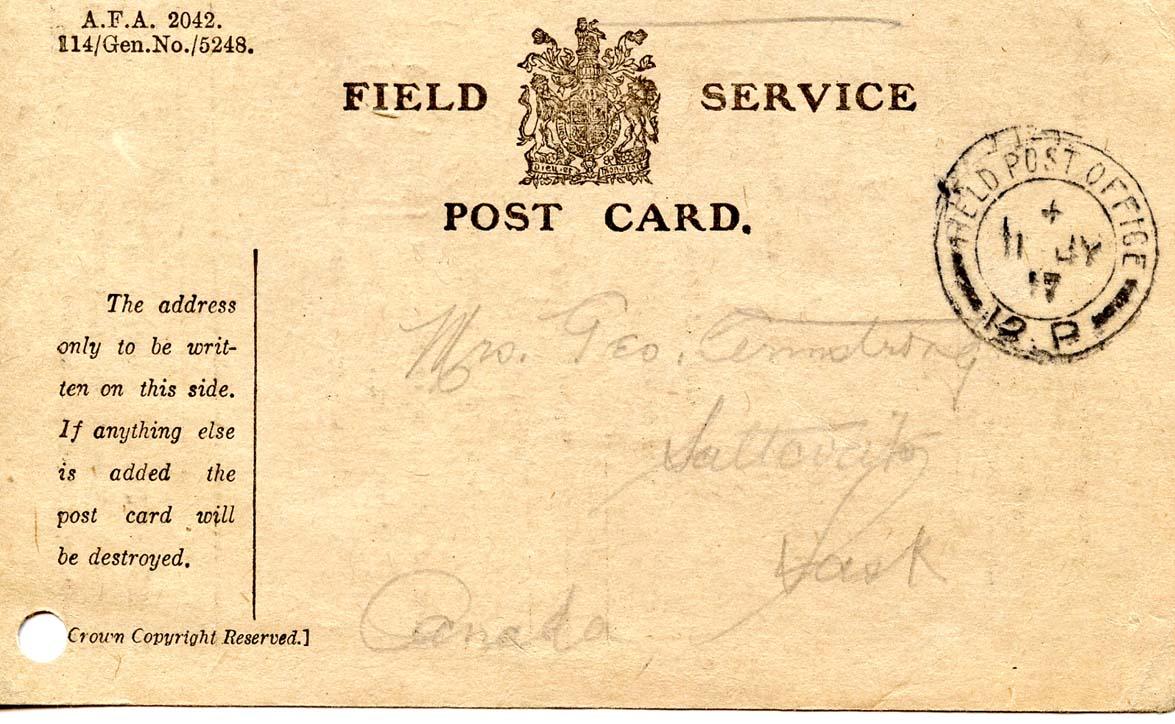 A.F.A. 2042.
114/Gen.No./5248.
FIELD SERVICE
POST CARD.
FIELD POST OFFICE
11 JY
17
The address
only to be writ-
ten on this side.
If anything else
is added the
post card will
be destroyed.
Mrs. Geo. Armstrong
Sask
Canada
Crown Copyright Reserved.]